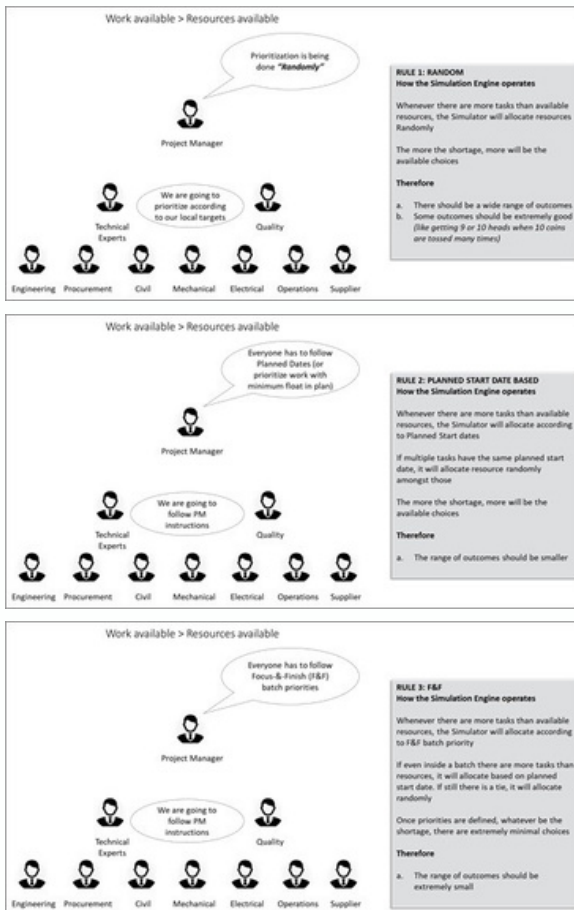 Work available > Resources available
Prioritization is being
done "Randomly"
Project Manager
We are going to
prioritize according
to our local targets
Technical
Experts
Quality
Engineering Procurement Civil Mechanical Electrical Operations Supplier
RULE 1: RANDOM
How the Simulation Engine operates
Whenever there are more tasks than available
resources, the Simulator will allocate resources
Randomly
The more the shortage, more will be the
available choices
Therefore
a. There should be a wide range of outcomes
b. Some outcomes should be extremely good
(like getting 9 or 10 heads when 10 coins
are tossed many times)
Work available > Resources available
Everyone has to follow
Planned Dates (or
prioritize work with
minimum float in plan)
Project Manager
We are going to
follow PM
instructions
Technical
Experts
Quality
Engineering Procurement Civil Mechanical Electrical Operations Supplier
RULE 2: PLANNED START DATE BASED
How the Simulation Engine operates
Whenever there are more tasks than available
resources, the Simulator will allocate according
to Planned Start dates
If multiple tasks have the same planned start
date, it will allocate resource randomly
amongst those
The more the shortage, more will be the
available choices
Therefore
a. The range of outcomes should be smaller
Work available > Resources available
Everyone has to follow
Focus-&-Finish (F&F)
batch priorities
Project Manager
We are going to
follow PM
instructions
Technical
Experts
Quality
Engineering Procurement Civil Mechanical Electrical Operations Supplier
RULE 3: F&F
How the Simulation Engine operates
Whenever there are more tasks than available
resources, the Simulator will allocate according
to F&F batch priority
If even inside a batch there are more tasks than
resources, it will allocate based on planned
start date. If still there is a tie, it will allocate
randomly
Once priorities are defined, whatever be the
shortage, there are extremely minimal choices
Therefore
a. The range of outcomes should be
extremely small